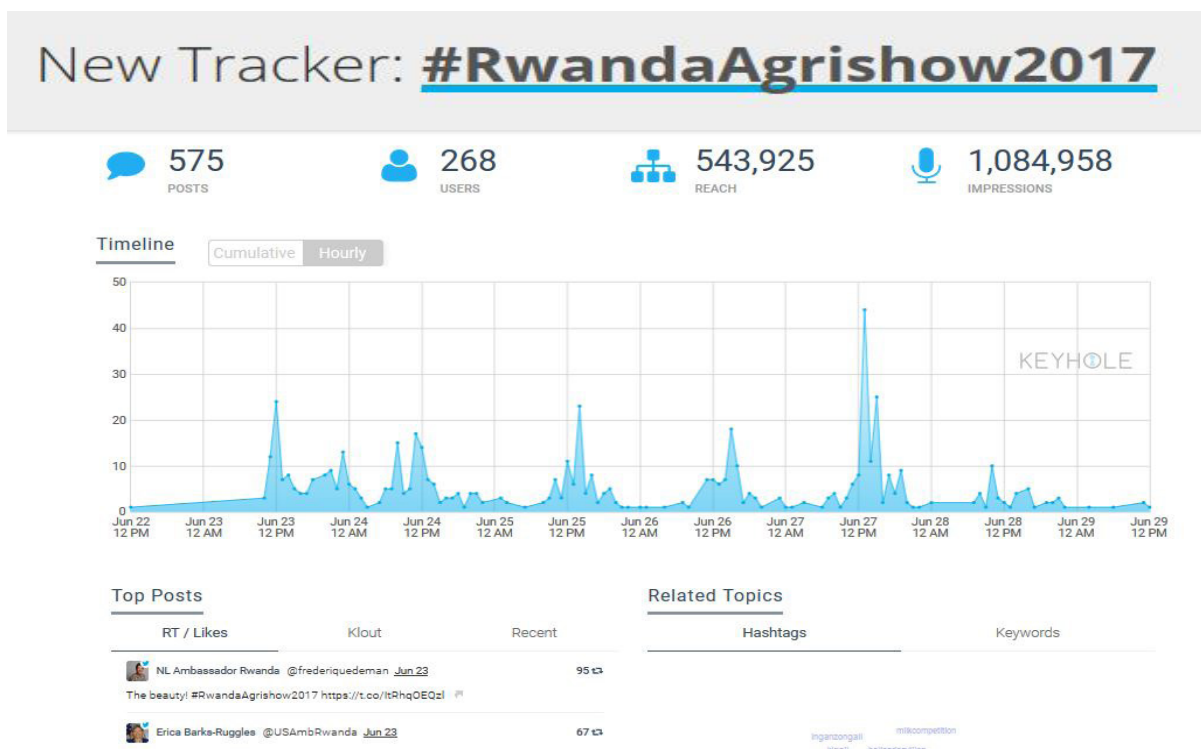 New Tracker: #RwandaAgrishow2017
575
POSTS
268
USERS
543,925
REACH
1,084,958
IMPRESSIONS
Timeline
Cumulative Hourly
50
40
30
20
10
0
KEYHOLE
Jun 22 Jun 23 Jun 23 Jun 24 Jun 24 Jun 25 Jun 25 Jun 26 Jun 26 Jun 27 Jun 27 Jun 28 Jun 28 Jun 29 Jun 29
12 PM 12 AM 12 PM 12 AM 12 PM 12 AM 12 PM 12 AM 12 PM 12 AM 12 PM 12 AM 12 PM 12 AM 12 PM
Top Posts
RT / Likes Klout Recent
NL Ambassador Rwanda @frederiquedeman Jun 23 95
The beauty! #RwandaAgrishow2017 https://t.co/ItRhqOEQzl
Erica Barks-Ruggles @USAmbRwanda Jun 23 67
Related Topics
Hashtags Keywords
inganzongali milkcompetition